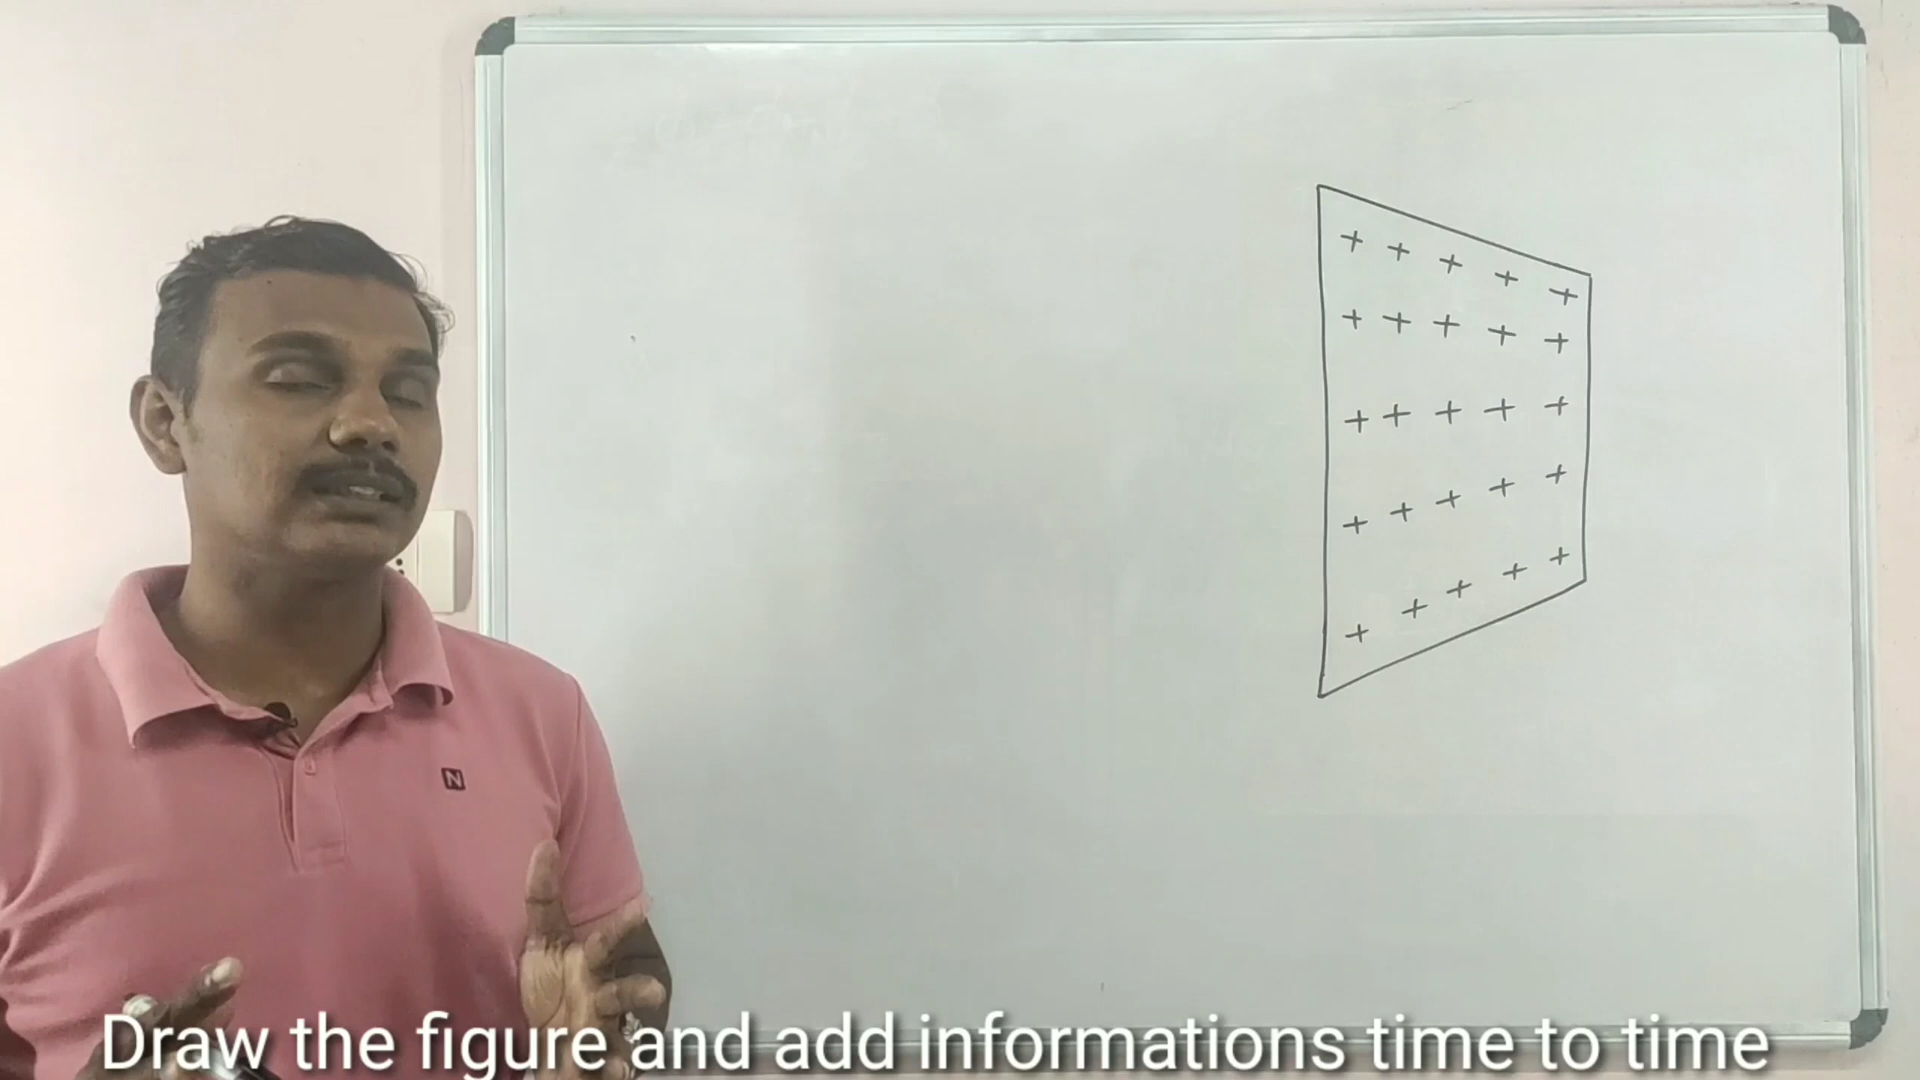 + + + + +
+ + + + +
+ + + + +
+ + + + +
+ + + + +
N
Draw the figure and add informations time to time